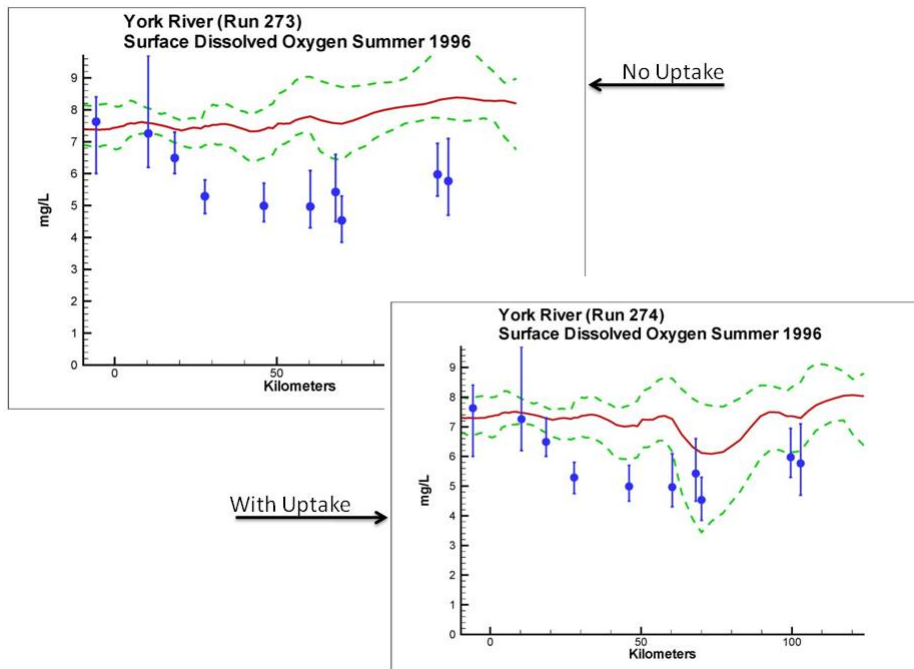 York River (Run 273)
Surface Dissolved Oxygen Summer 1996
No Uptake
9
8
7
6
5
4
3
2
1
0
mg/L
0
50
Kilometers
York River (Run 274)
Surface Dissolved Oxygen Summer 1996
With Uptake
9
8
7
6
5
4
3
2
1
0
mg/L
0
50
100
Kilometers